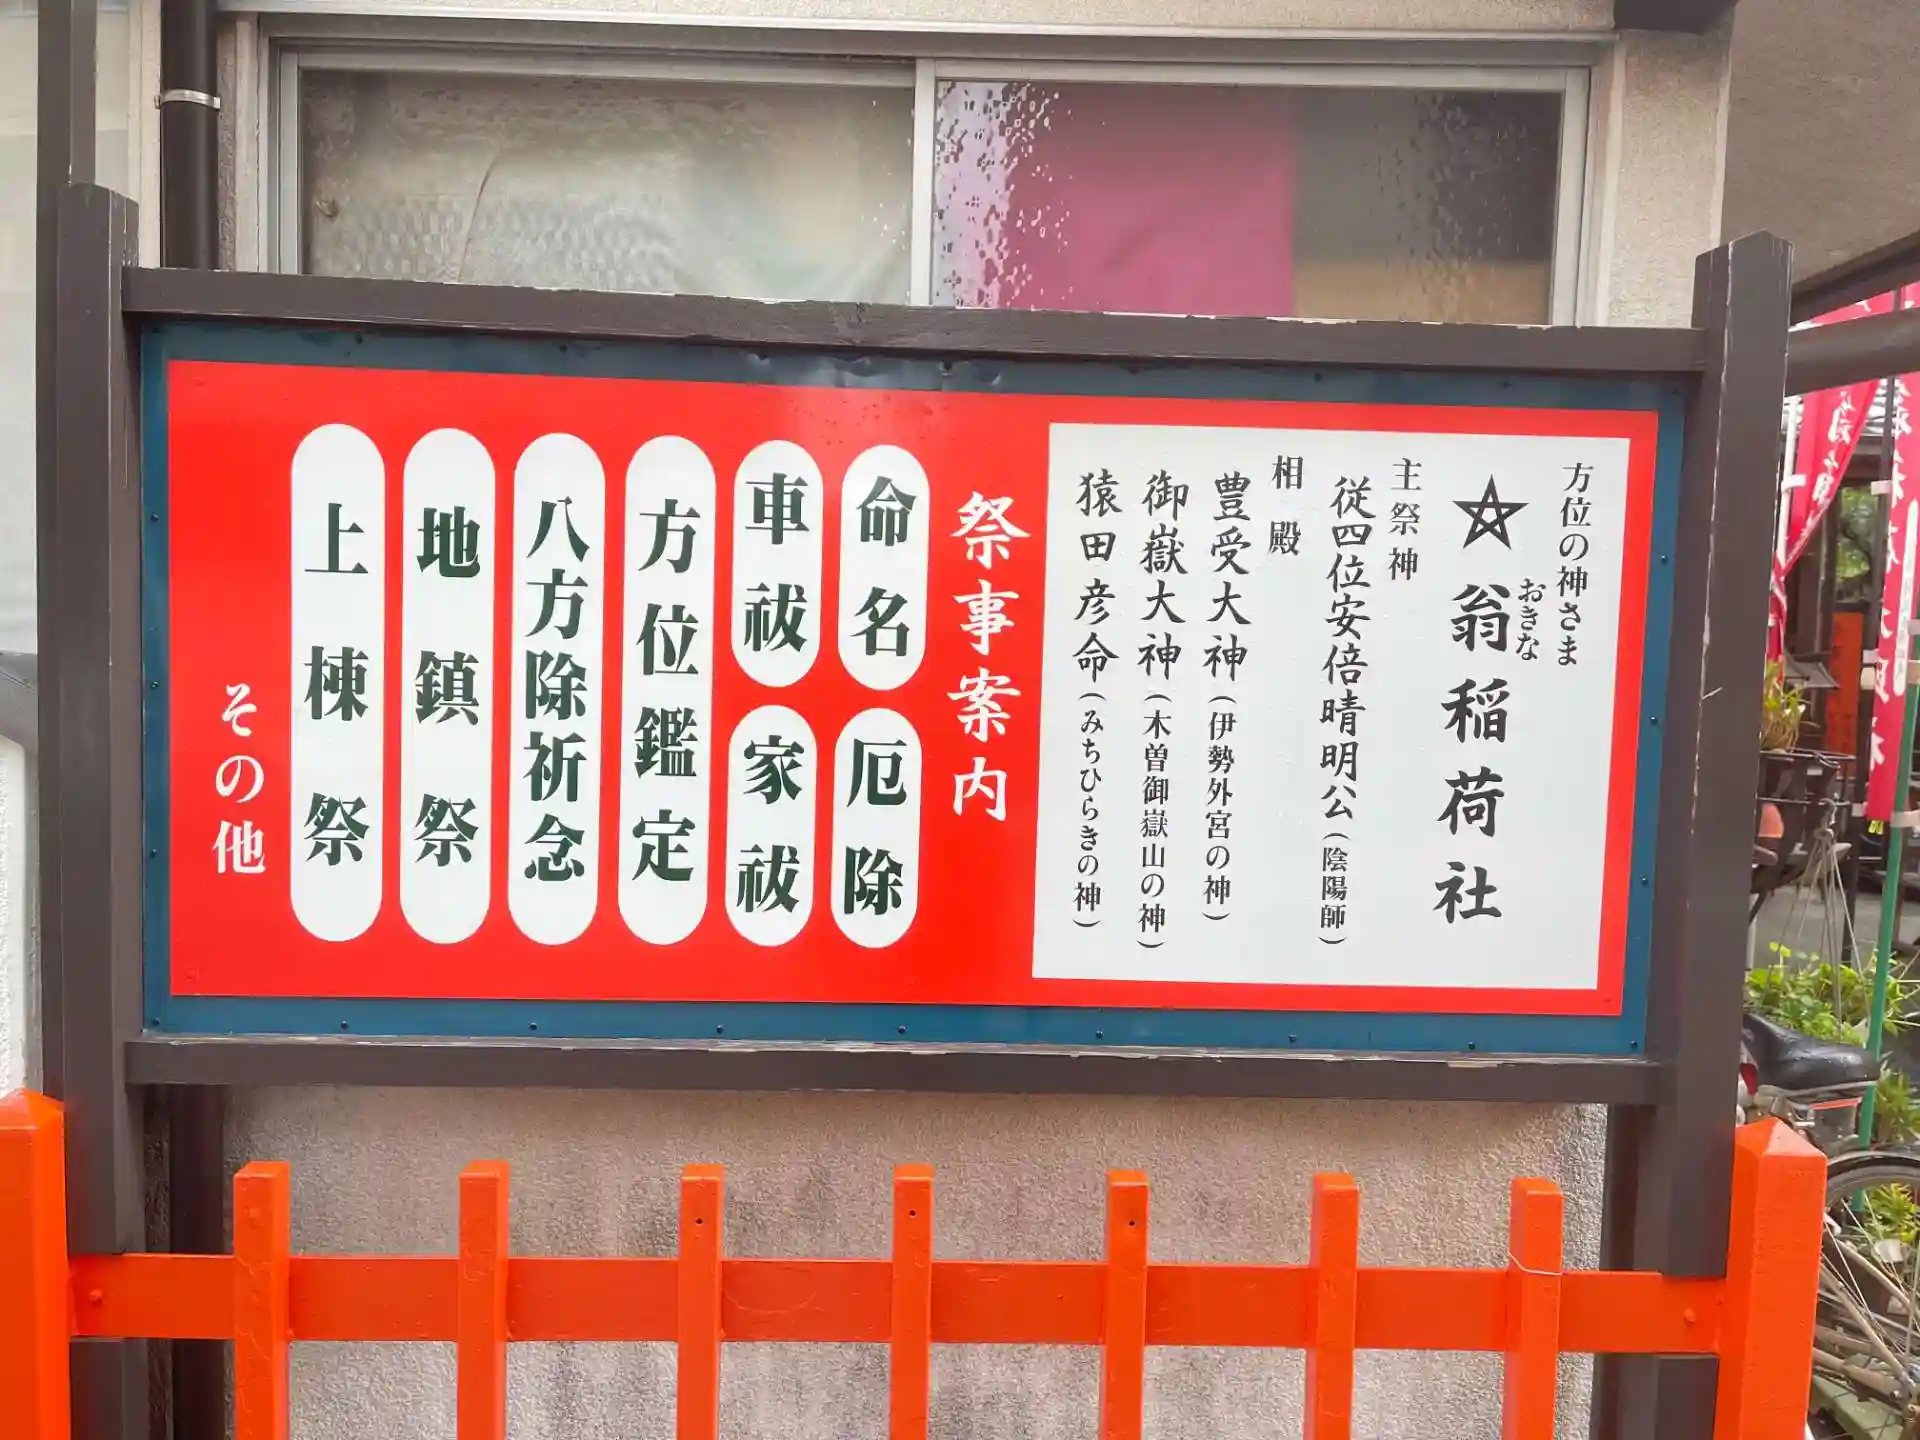 方位の神さま
☆翁稲荷社
おきな
主祭神
従四位安倍晴明公(陰陽師)
相殿
豊受大神(伊勢外宮の神)
御嶽大神(木曽御嶽山の神)
猿田彦命(みちひらきの神)
祭事案内
命名
厄除
車祓
家祓
方位鑑定
八方除祈念
地鎮祭
上棟祭
その他